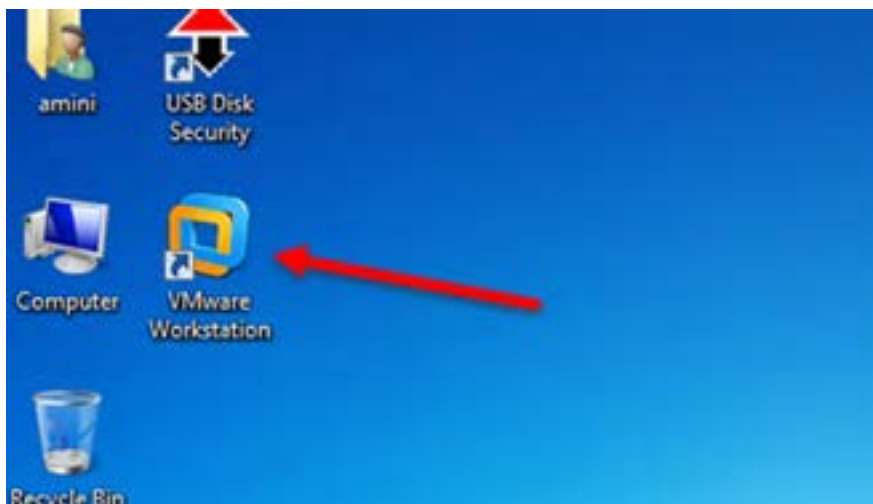 amini
USB Disk
Security
Computer
VMware
Workstation
Recycle Bin